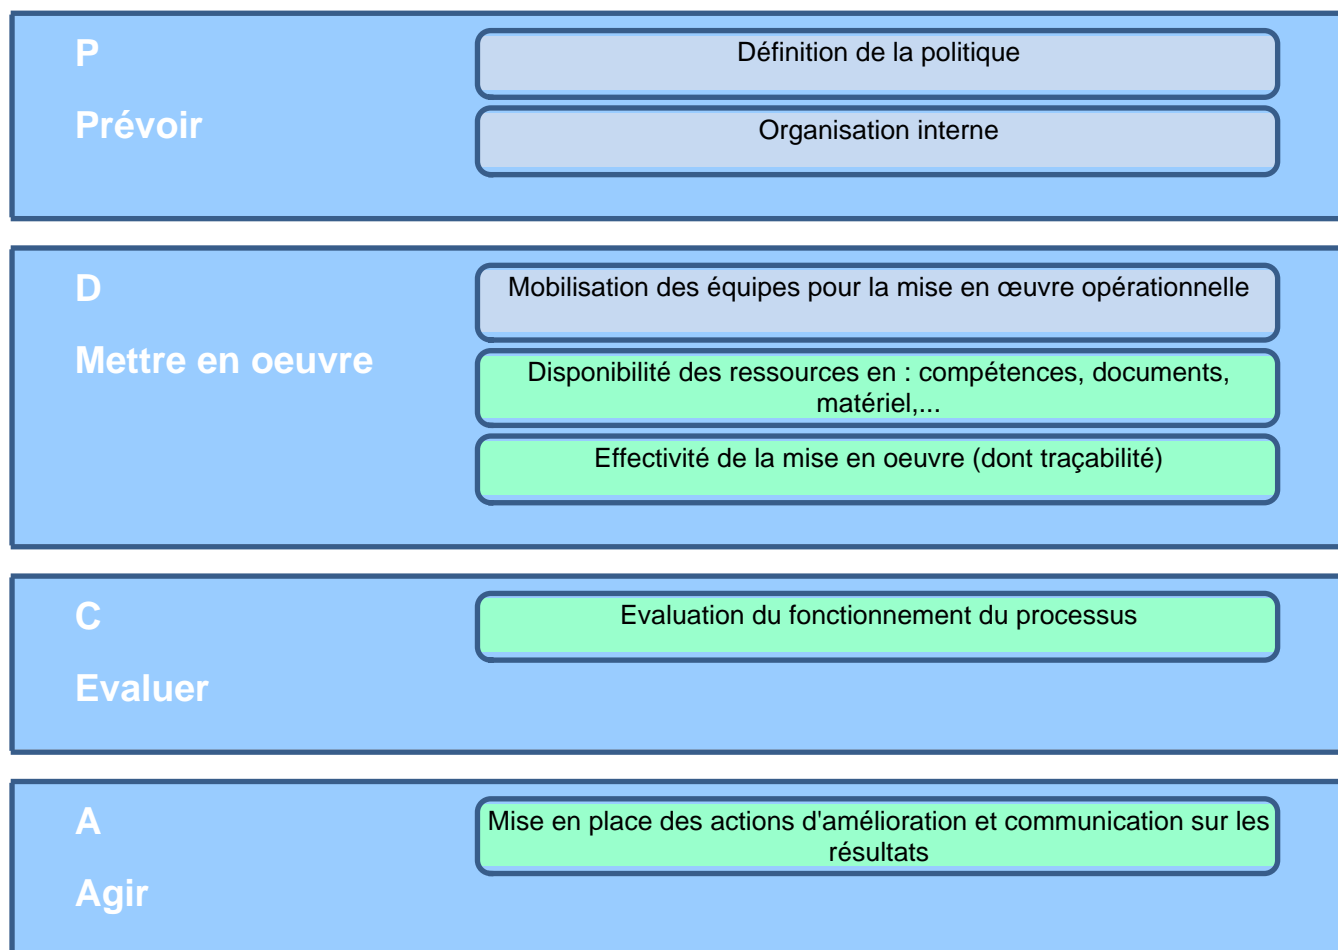 P
Prévoir
Définition de la politique
Organisation interne
D
Mettre en oeuvre
Mobilisation des équipes pour la mise en œuvre opérationnelle
Disponibilité des ressources en : compétences, documents,
matériel,...
Effectivité de la mise en oeuvre (dont traçabilité)
C
Evaluer
Evaluation du fonctionnement du processus
A
Agir
Mise en place des actions d'amélioration et communication sur les
résultats